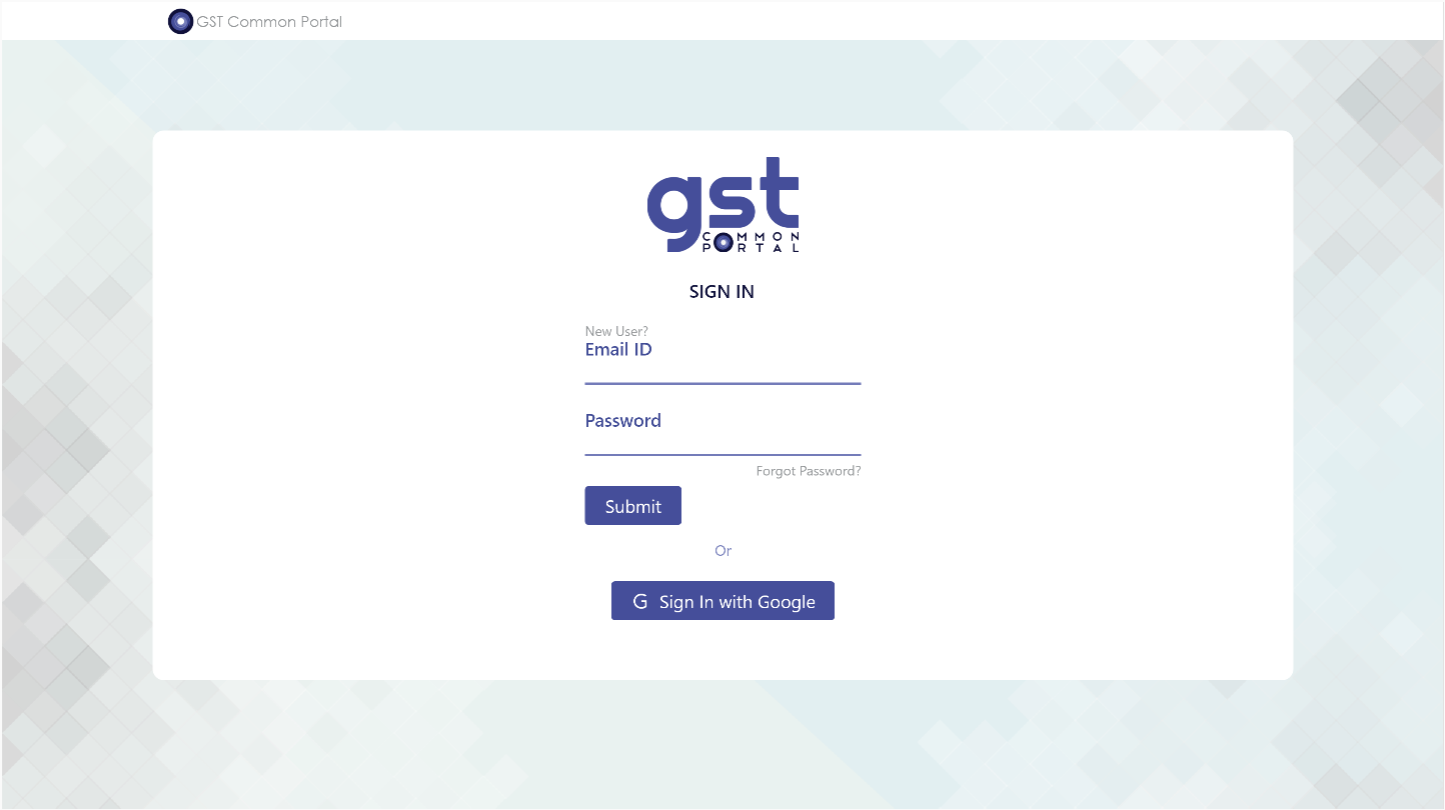 GST Common Portal
gst
COMMON
PORTAL
SIGN IN
New User?
Email ID
Password
Forgot Password?
Submit
Or
G Sign In with Google